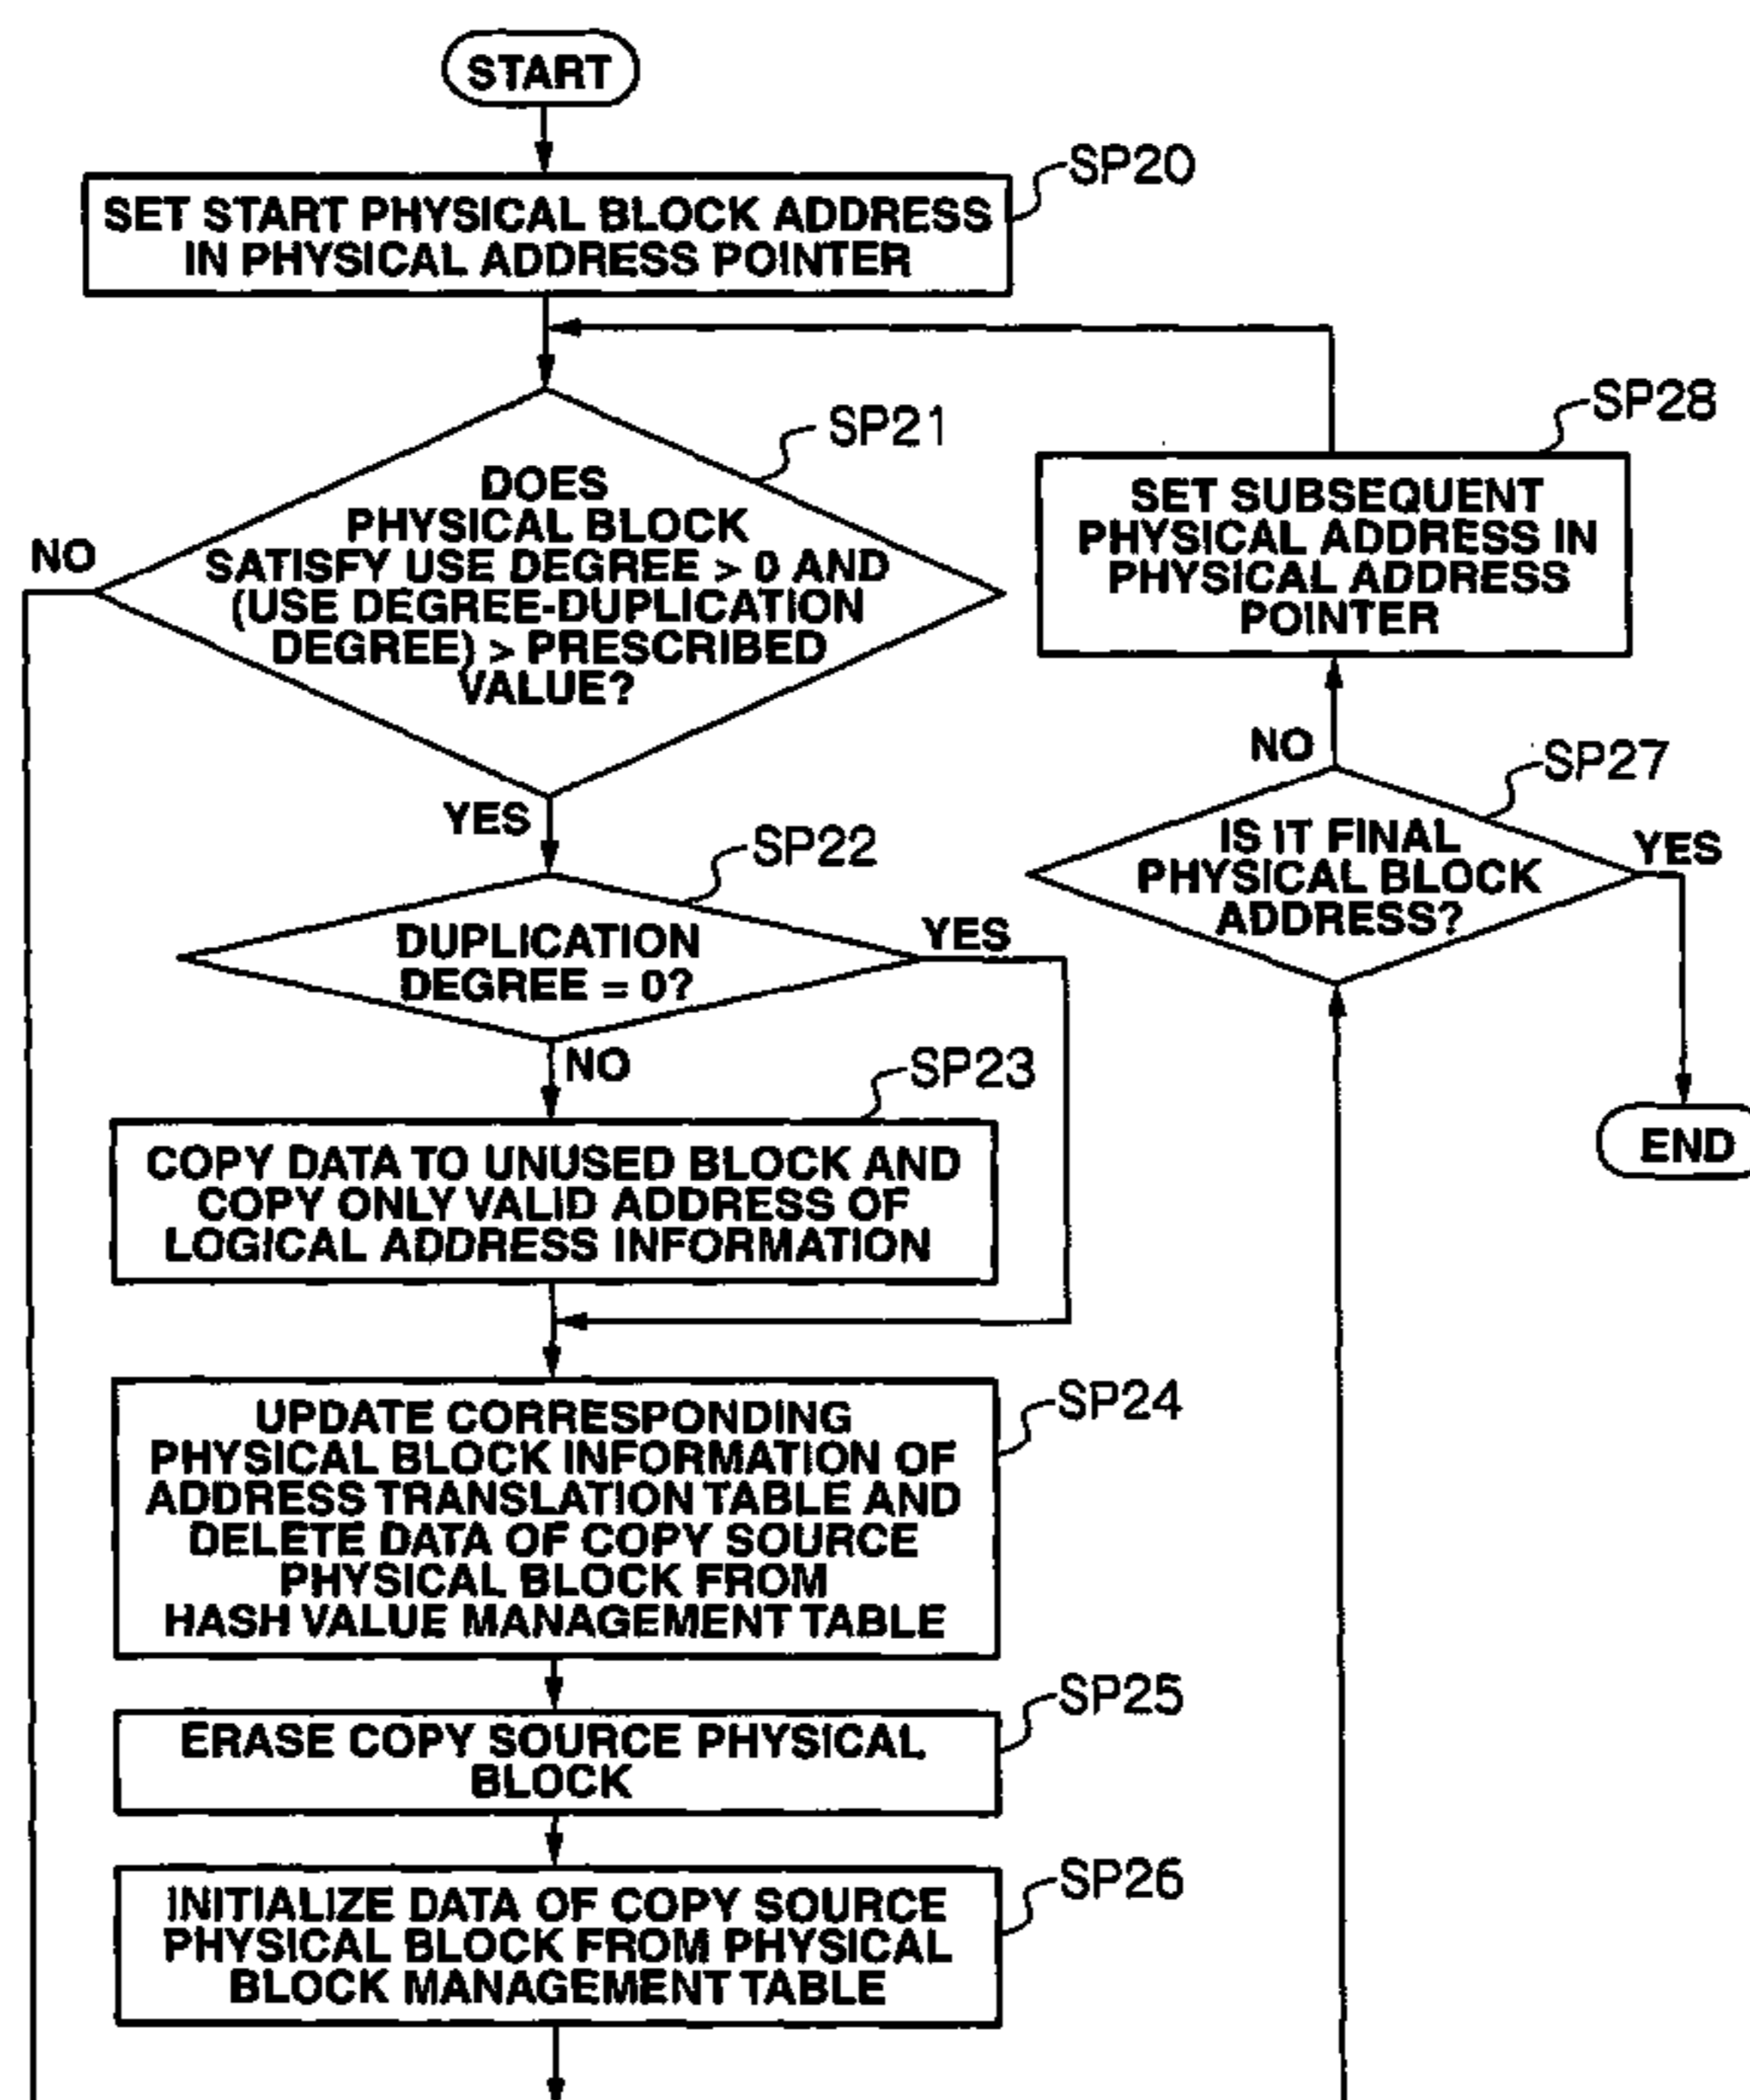 START
SP20
SET START PHYSICAL BLOCK ADDRESS
IN PHYSICAL ADDRESS POINTER
SP21
DOES
PHYSICAL BLOCK
SATISFY USE DEGREE > 0 AND
(USE DEGREE-DUPLICATION
DEGREE) > PRESCRIBED
VALUE?
NO
YES
SP22
DUPLICATION
DEGREE = 0?
YES
NO
SP23
COPY DATA TO UNUSED BLOCK AND
COPY ONLY VALID ADDRESS OF
LOGICAL ADDRESS INFORMATION
SP24
UPDATE CORRESPONDING
PHYSICAL BLOCK INFORMATION OF
ADDRESS TRANSLATION TABLE AND
DELETE DATA OF COPY SOURCE
PHYSICAL BLOCK FROM
HASH VALUE MANAGEMENT TABLE
SP25
ERASE COPY SOURCE PHYSICAL
BLOCK
SP26
INITIALIZE DATA OF COPY SOURCE
PHYSICAL BLOCK FROM PHYSICAL
BLOCK MANAGEMENT TABLE
SP28
SET SUBSEQUENT
PHYSICAL ADDRESS IN
PHYSICAL ADDRESS
POINTER
NO
SP27
IS IT FINAL
PHYSICAL BLOCK
ADDRESS?
YES
END